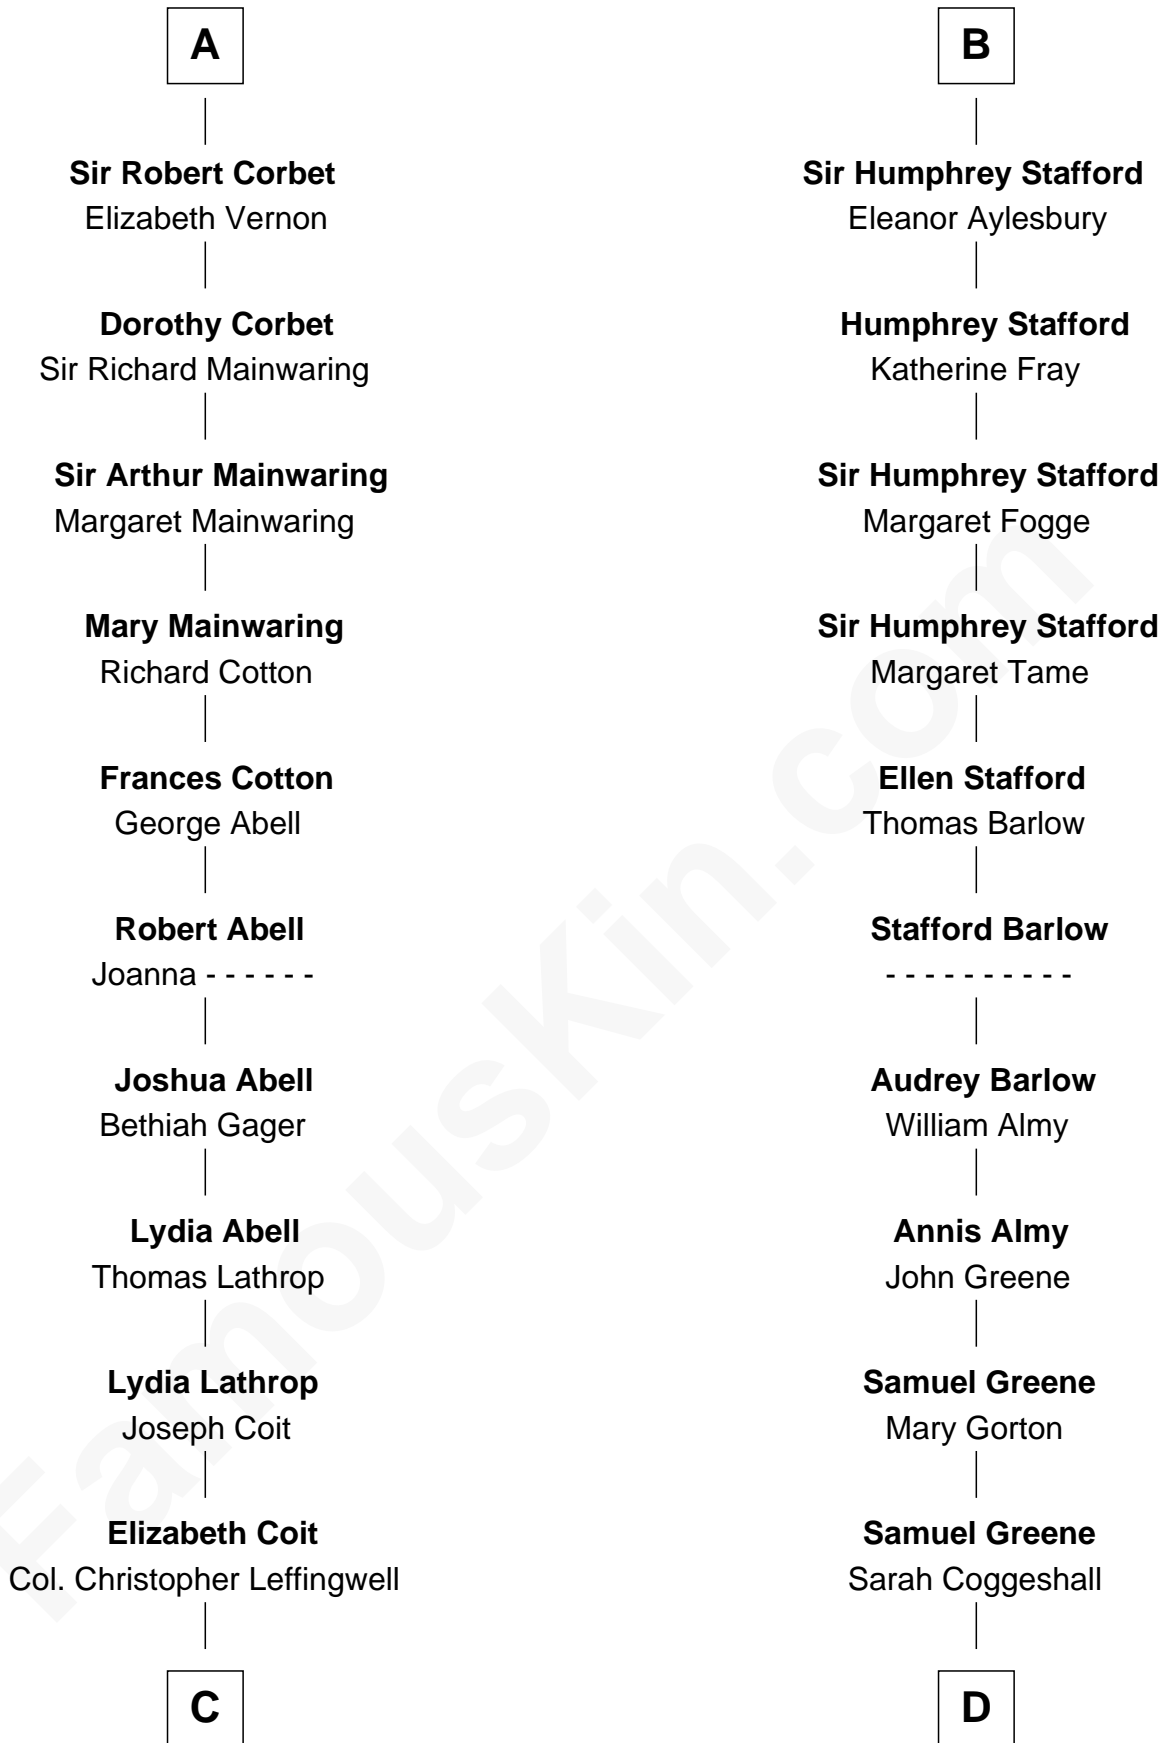 A
Sir Robert Corbet
Elizabeth Vernon
Dorothy Corbet
Sir Richard Mainwaring
Sir Arthur Mainwaring
Margaret Mainwaring
Mary Mainwaring
Richard Cotton
Frances Cotton
George Abell
Robert Abell
Joanna - - - - - -
Joshua Abell
Bethiah Gager
Lydia Abell
Thomas Lathrop
Lydia Lathrop
Joseph Coit
Elizabeth Coit
Col. Christopher Leffingwell
C
B
Sir Humphrey Stafford
Eleanor Aylesbury
Humphrey Stafford
Katherine Fray
Sir Humphrey Stafford
Margaret Fogge
Sir Humphrey Stafford
Margaret Tame
Ellen Stafford
Thomas Barlow
Stafford Barlow
- - - - - - - - - -
Audrey Barlow
William Almy
Annis Almy
John Greene
Samuel Greene
Mary Gorton
Samuel Greene
Sarah Coggeshall
D
FamousKin.com